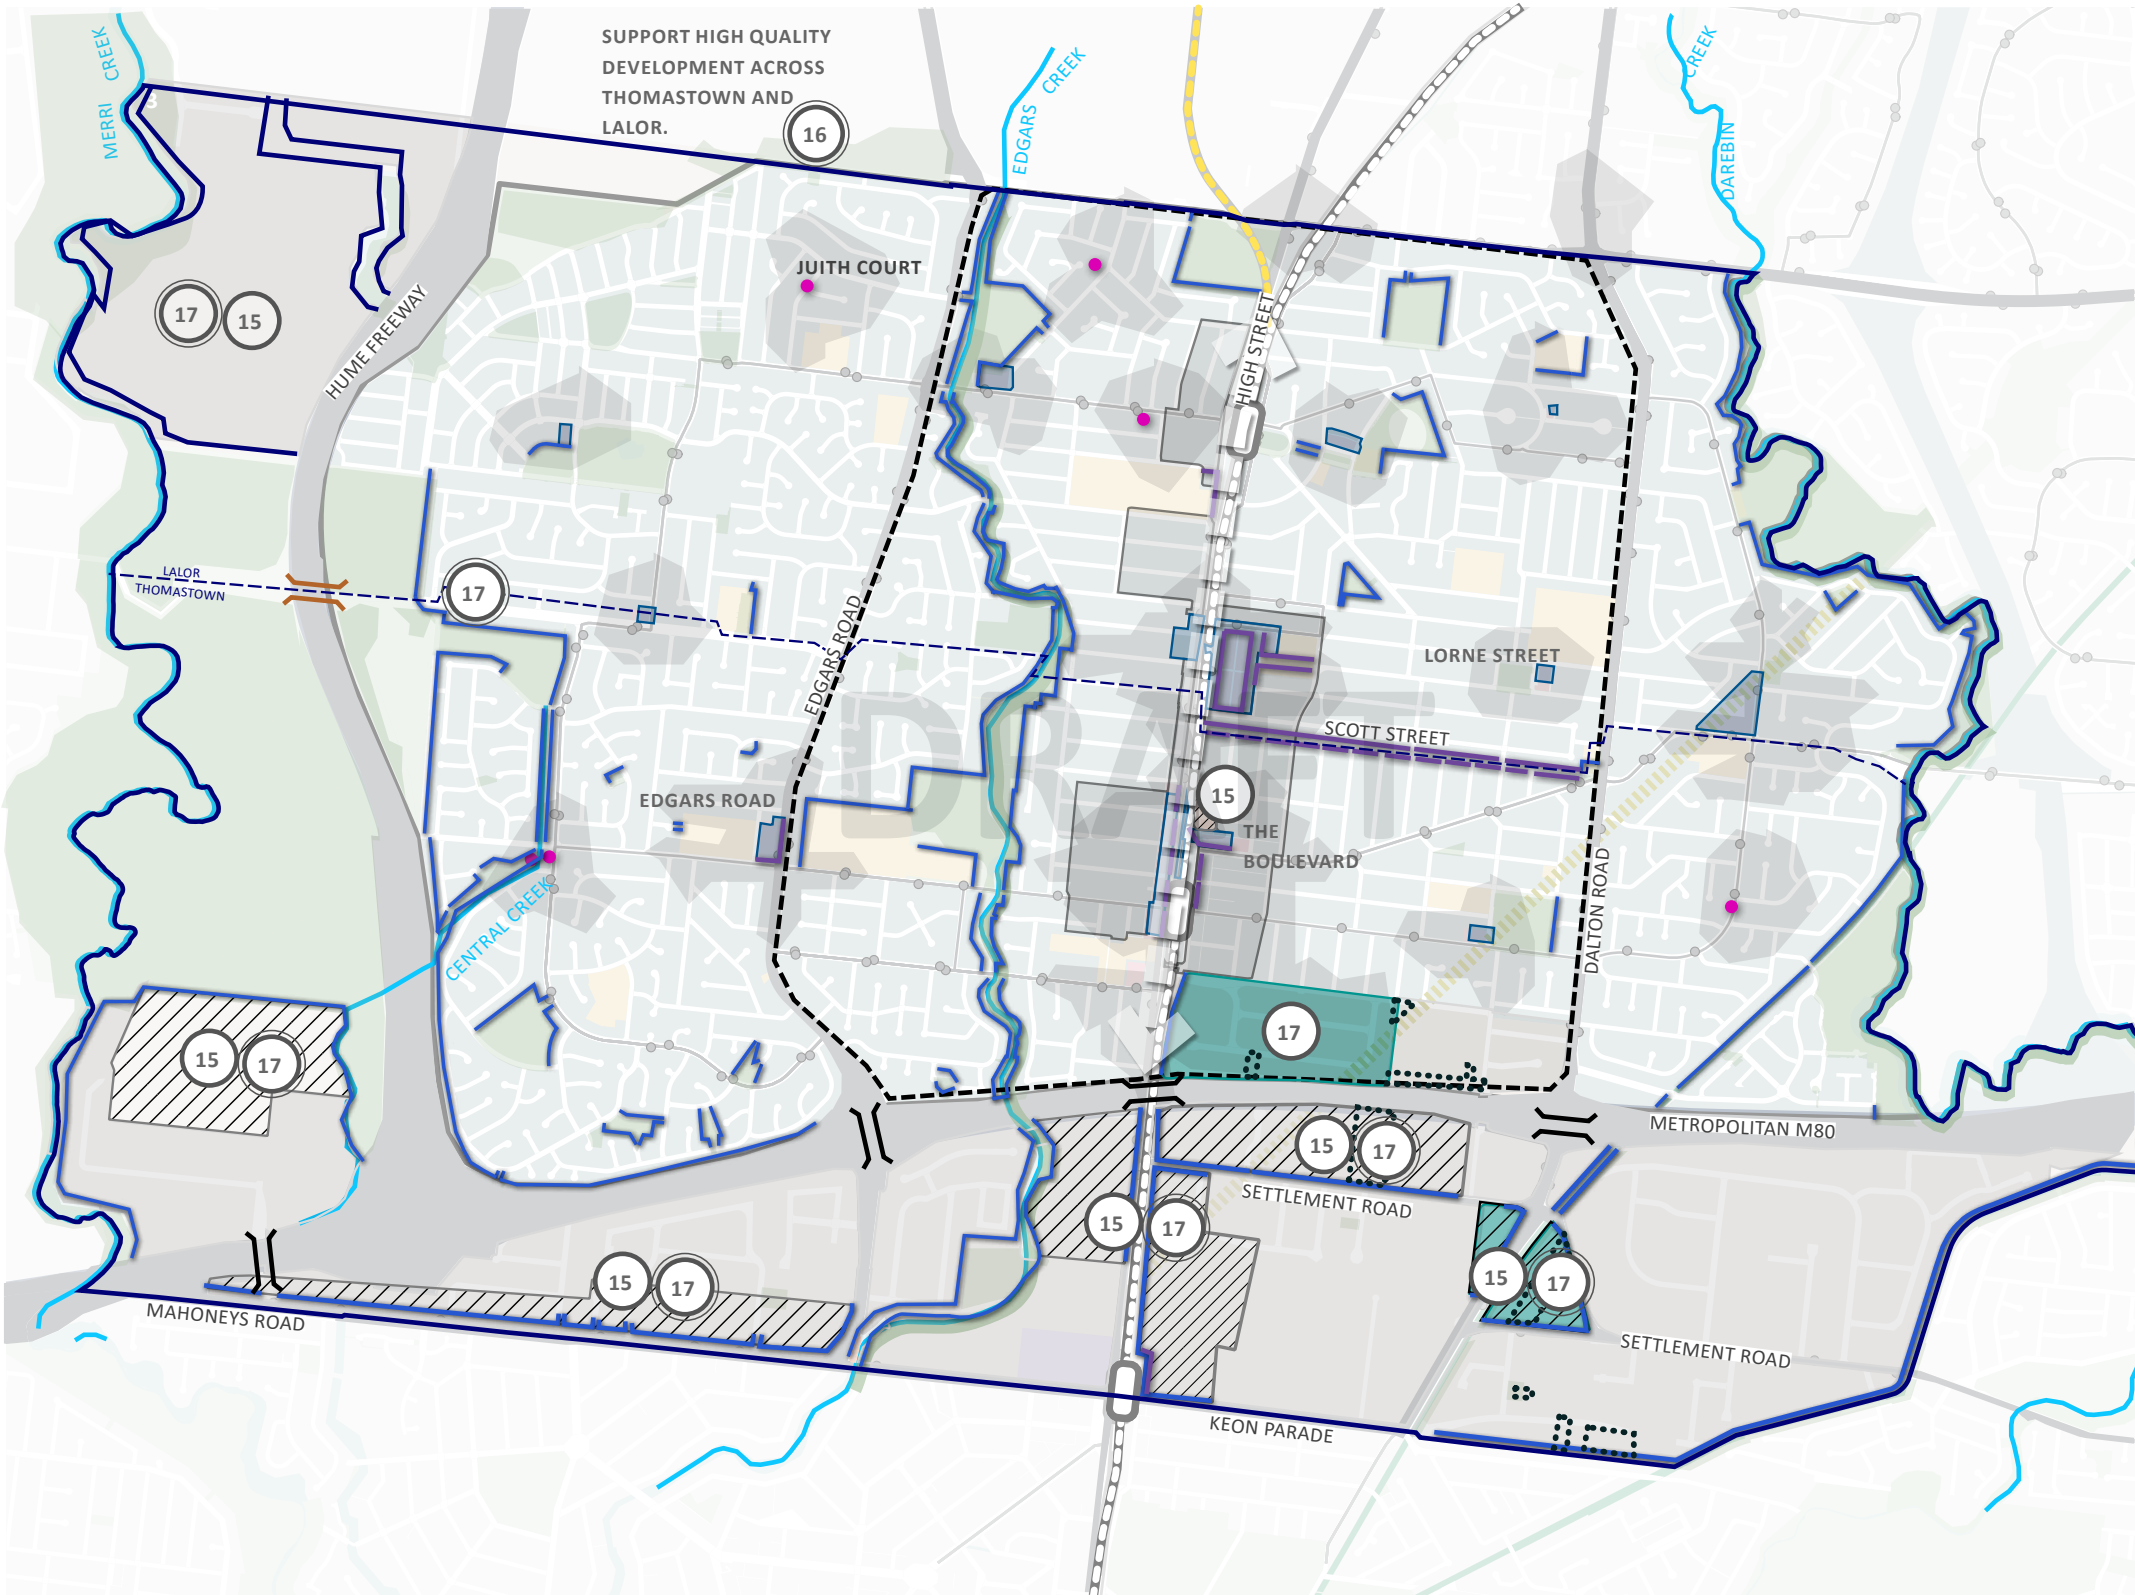 SUPPORT HIGH QUALITY
DEVELOPMENT ACROSS
THOMASTOWN AND
LALOR.
16
MERRI CREEK
3
EDGARS CREEK
DAREBIN CREEK
JUITH COURT
17
15
HUME FREEWAY
HIGH STREET
LALOR
THOMASTOWN
17
EDGARS ROAD
LORNE STREET
SCOTT STREET
DRAFT
EDGARS ROAD
15
THE
BOULEVARD
CENTRAL CREEK
DALTON ROAD
17
15
17
METROPOLITAN M80
15
17
SETTLEMENT ROAD
15
17
15
17
15
17
MAHONEYS ROAD
SETTLEMENT ROAD
KEON PARADE